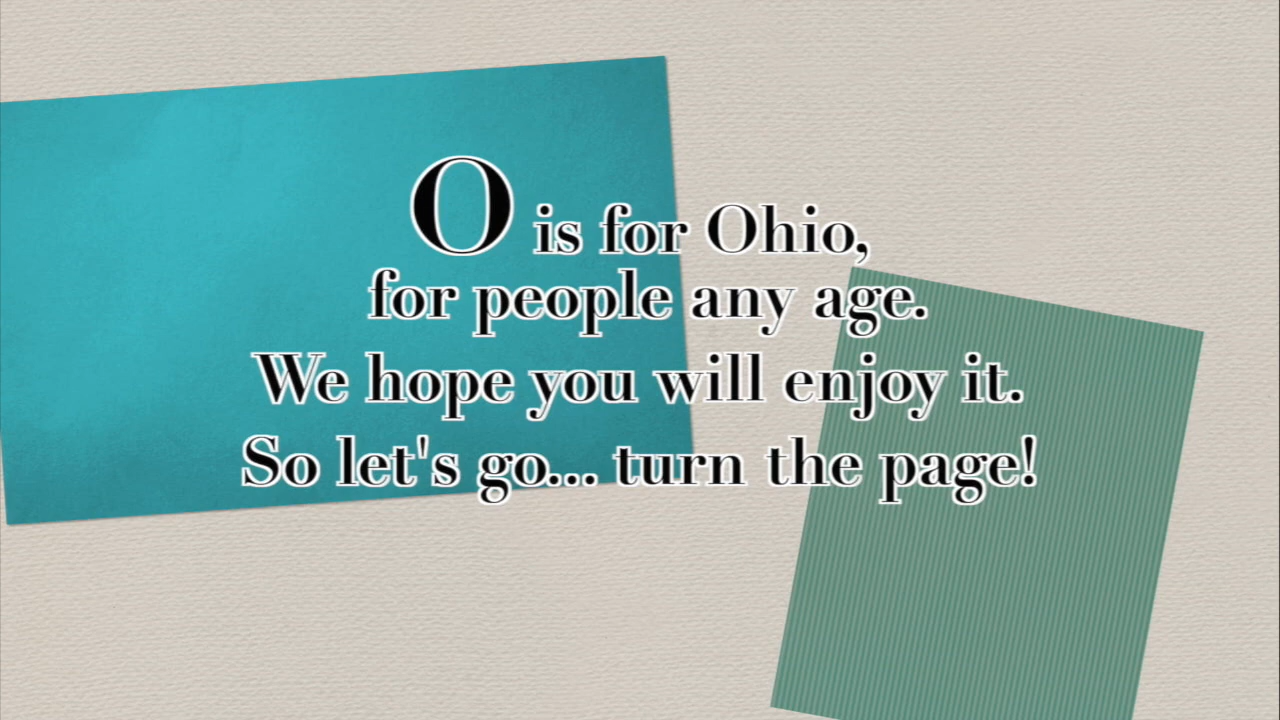 O is for Ohio,
for people any age.
We hope you will enjoy it.
So let's go... turn the page!